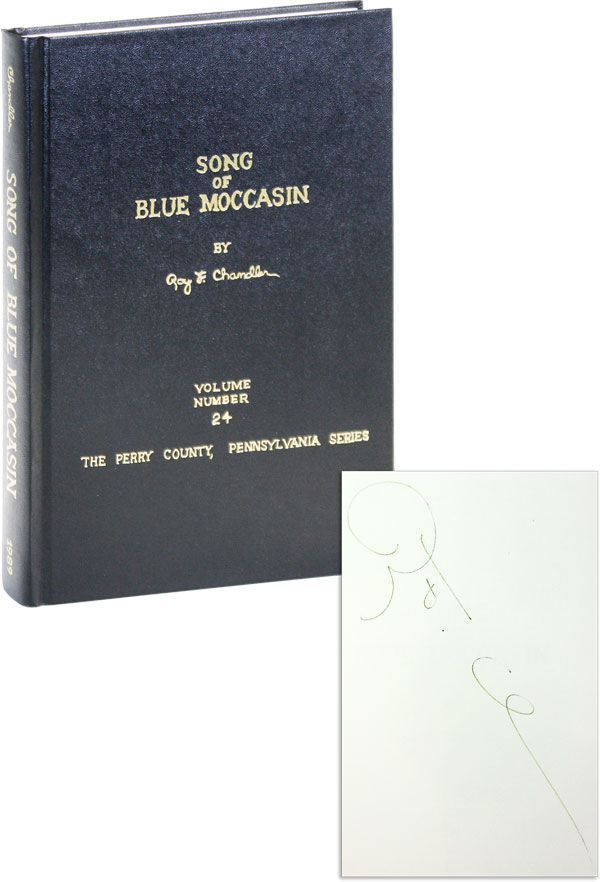 Chandler
SONG OF BLUE MOCCASIN
1989
SONG
OF
BLUE MOCCASIN
BY
Roy F. Chandler
VOLUME
NUMBER
24
THE PERRY COUNTY, PENNSYLVANIA SERIES